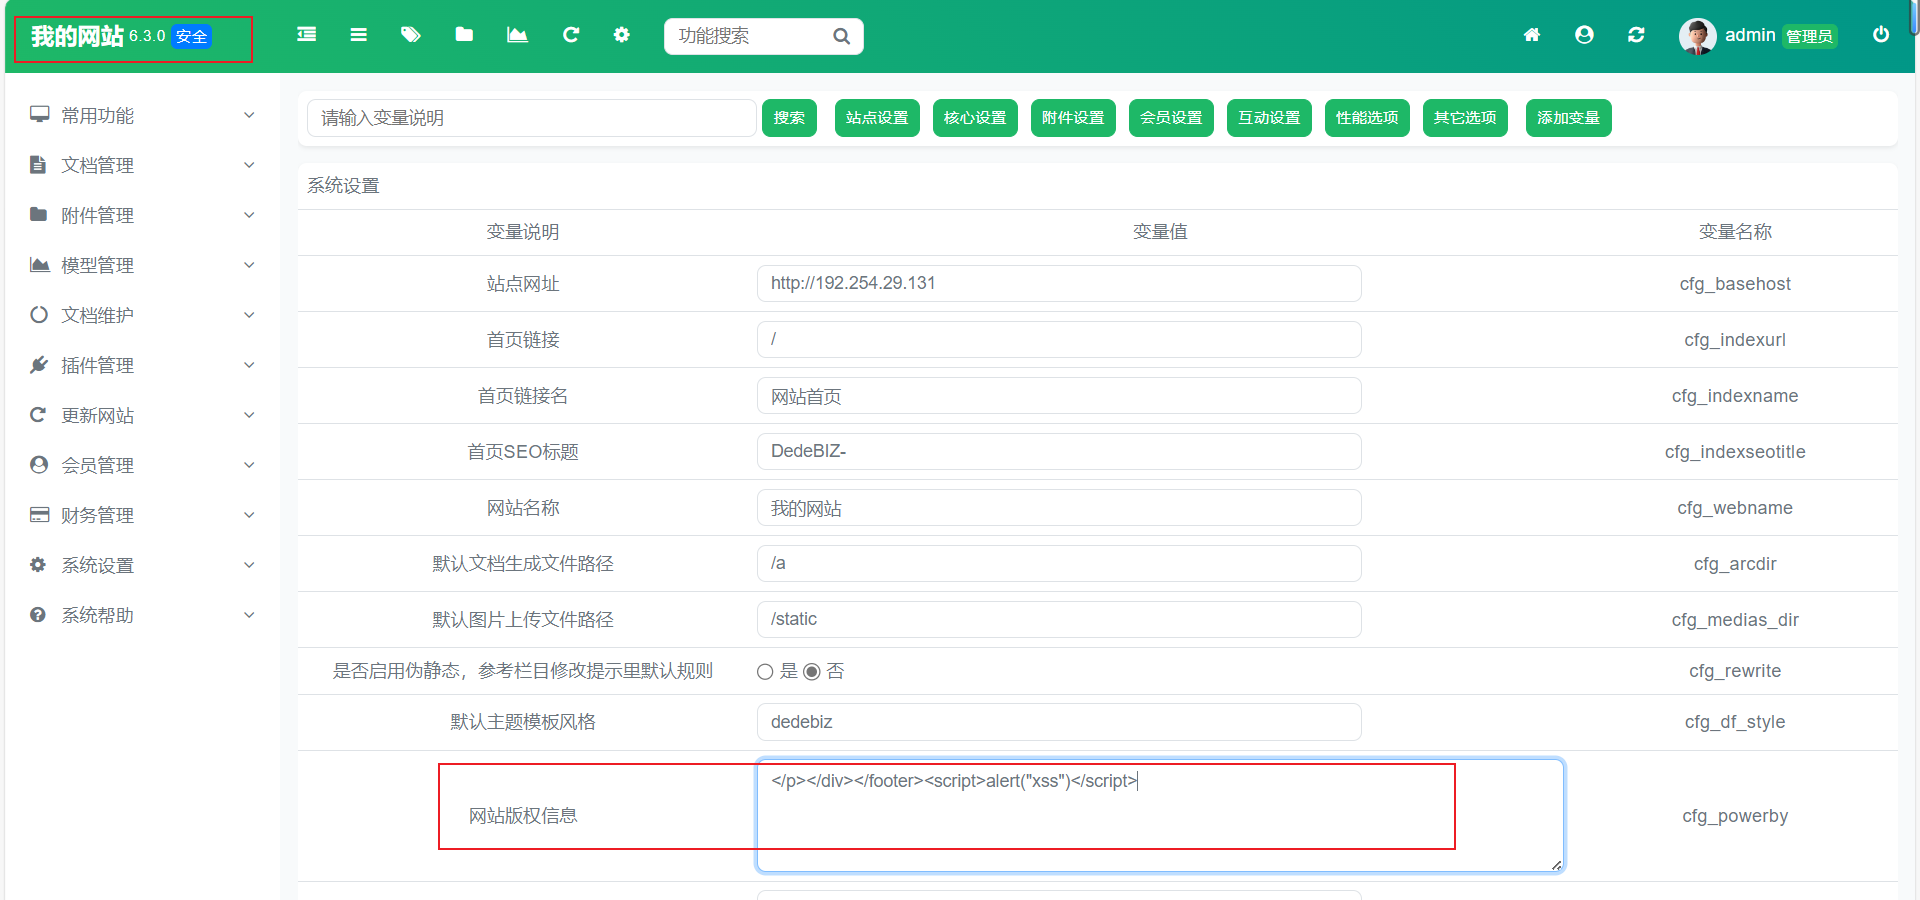 我的网站 6.3.0 安全
功能搜索
admin 管理员
常用功能
文档管理
附件管理
模型管理
文档维护
插件管理
更新网站
会员管理
财务管理
系统设置
系统帮助
请输入变量说明 搜索 站点设置 核心设置 附件设置 会员设置 互动设置 性能选项 其它选项 添加变量
系统设置
变量说明 变量值 变量名称
站点网址 http://192.254.29.131 cfg_basehost
首页链接 / cfg_indexurl
首页链接名 网站首页 cfg_indexname
首页SEO标题 DedeBIZ- cfg_indexseotitle
网站名称 我的网站 cfg_webname
默认文档生成文件路径 /a cfg_arcdir
默认图片上传文件路径 /static cfg_medias_dir
是否启用伪静态，参考栏目修改提示里默认规则 是 否 cfg_rewrite
默认主题模板风格 dedebiz cfg_df_style
网站版权信息 </p></div></footer><script>alert("xss")</script> cfg_powerby